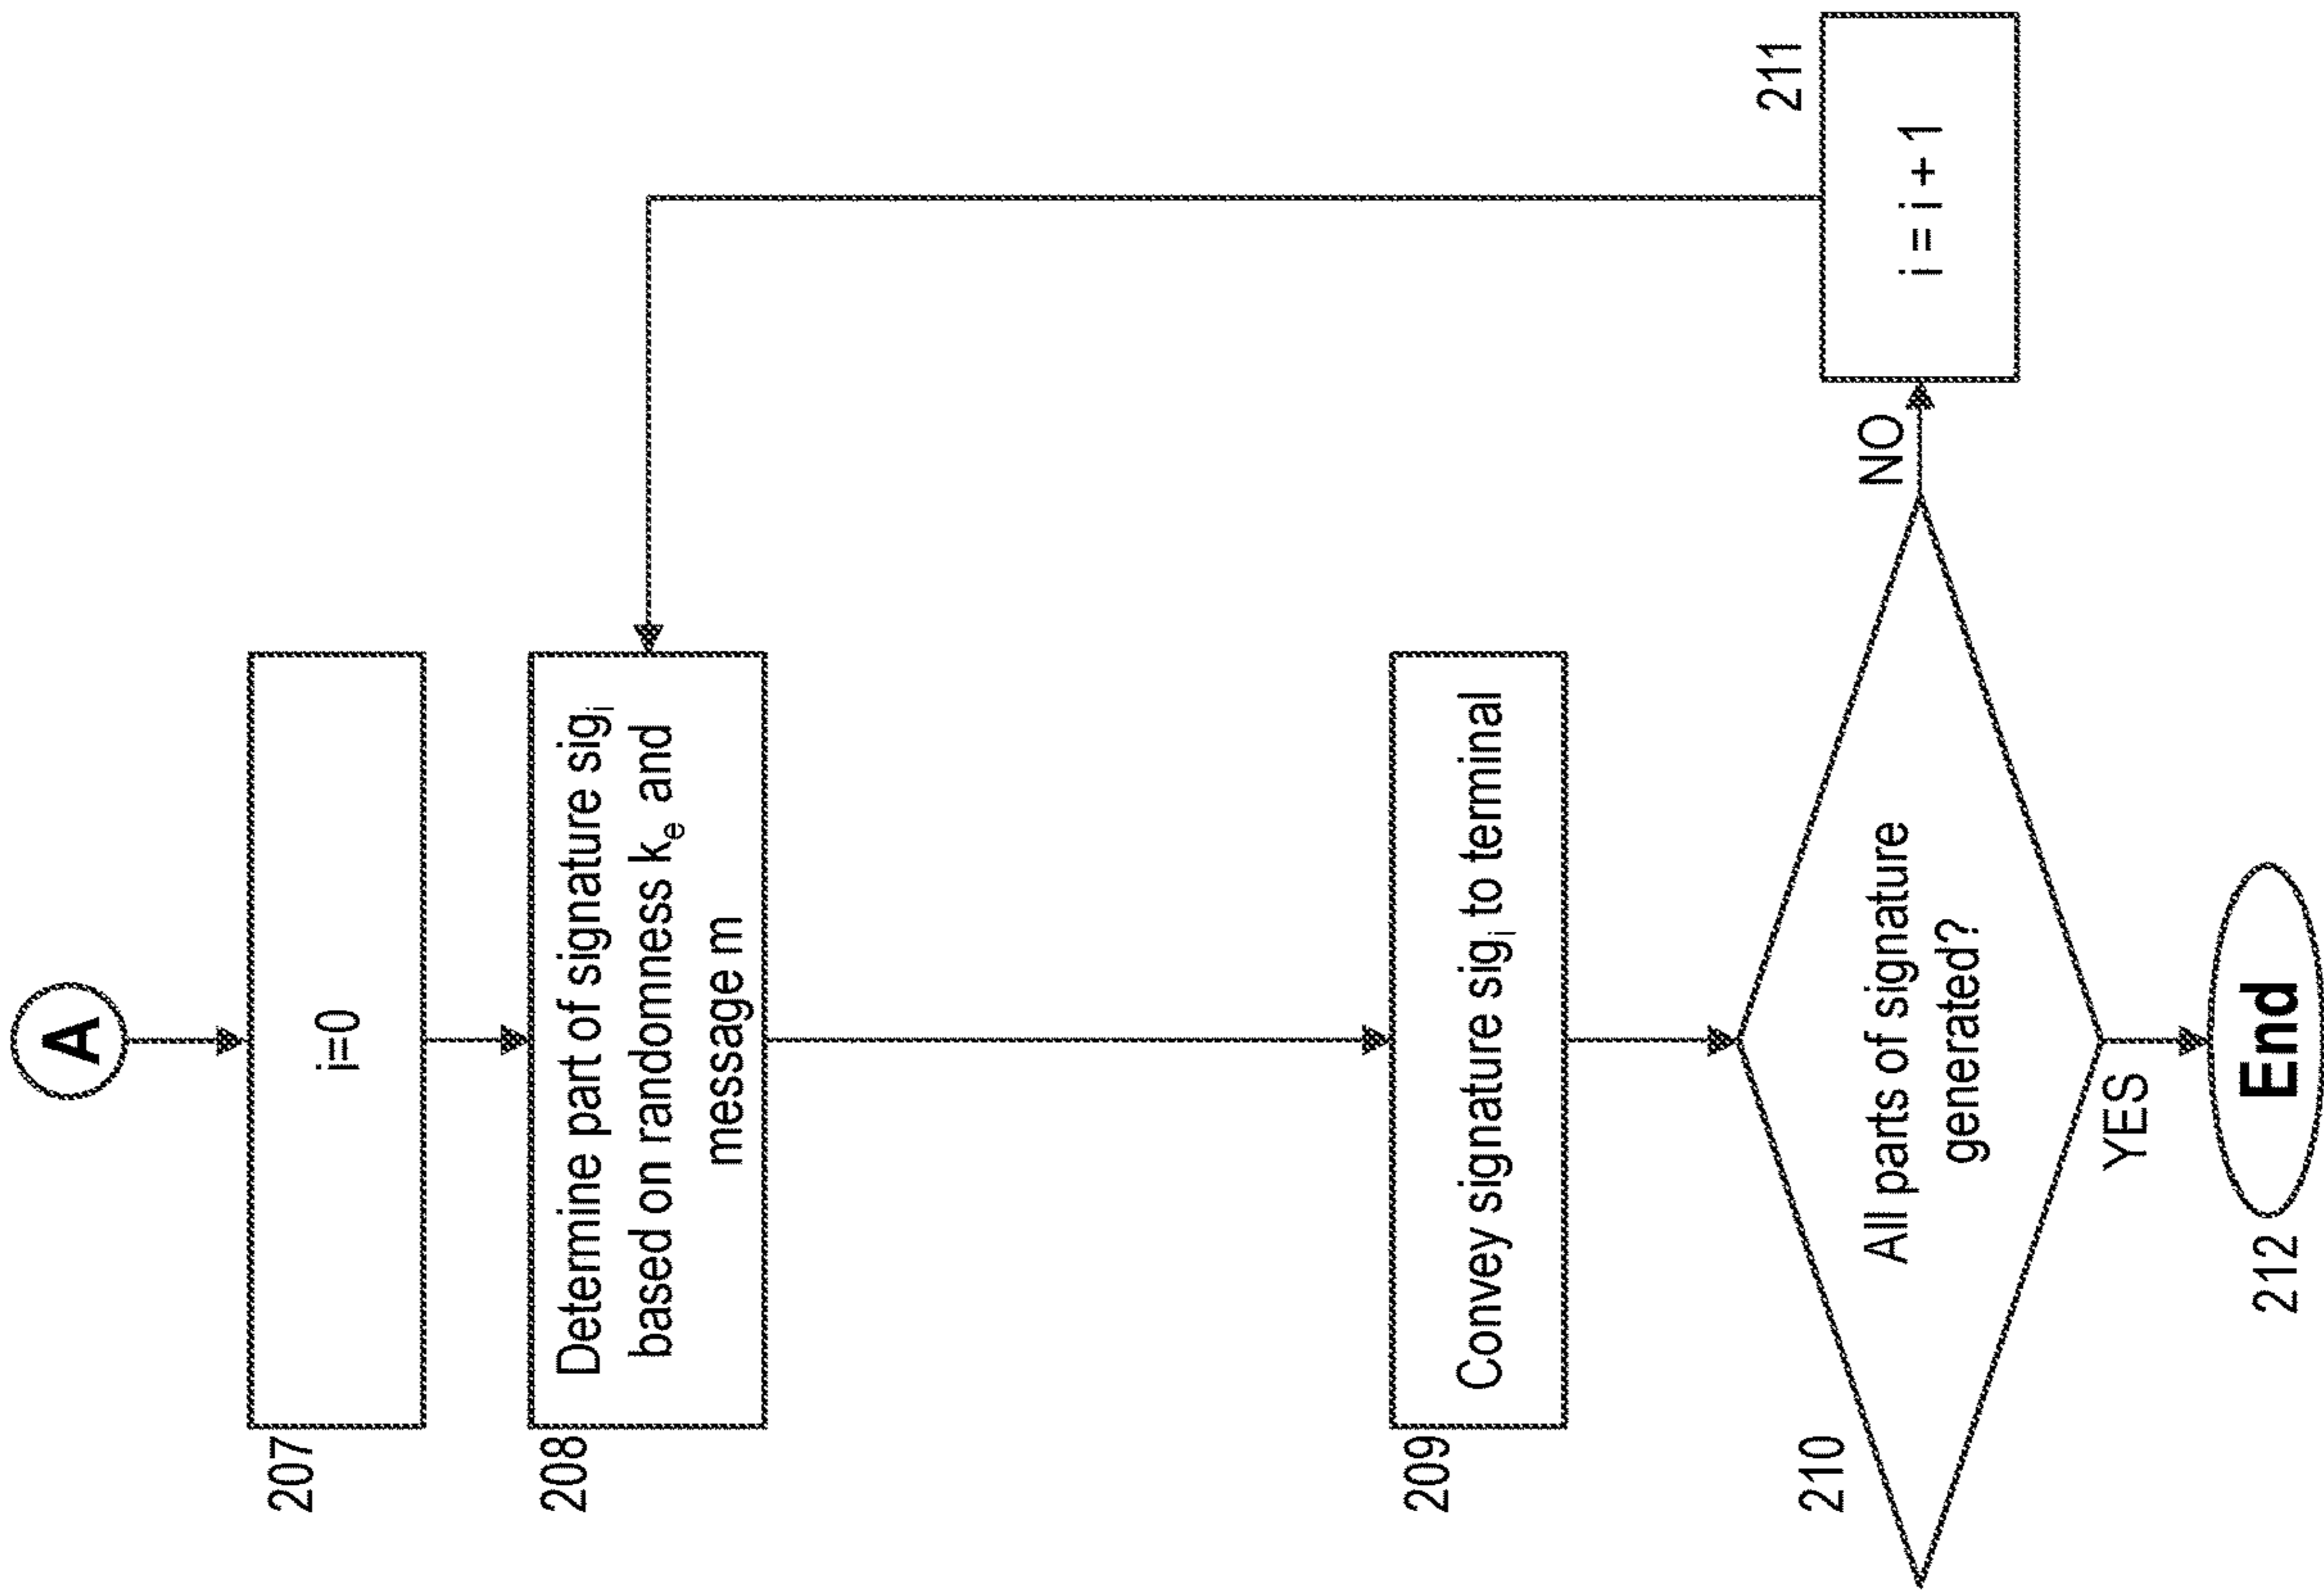 A
207
i=0
208
Determine part of signature sigᵢ
based on randomness kₑ and
message m
209
Convey signature sigᵢ to terminal
210
All parts of signature
generated?
NO
211
i = i + 1
YES
212
End